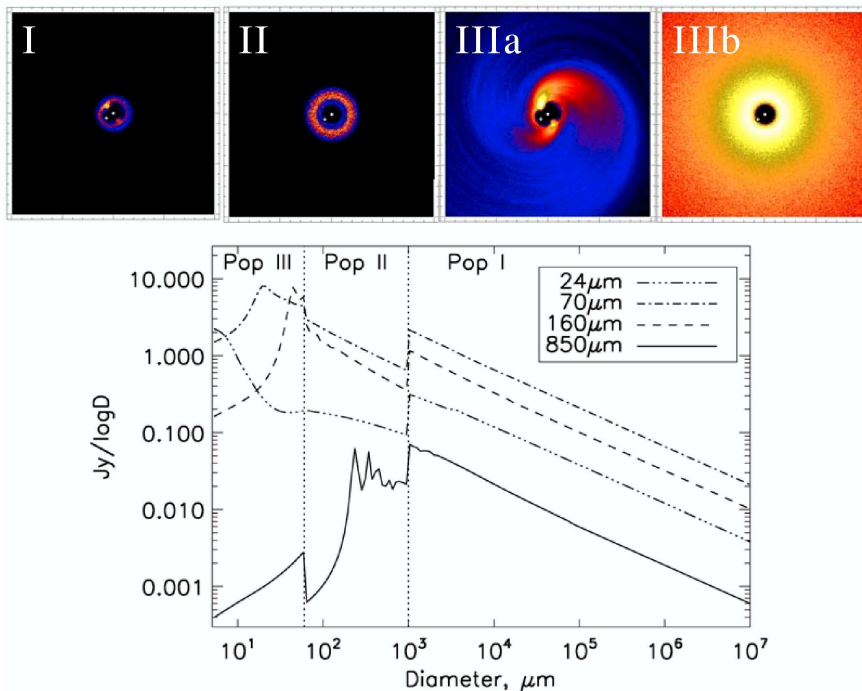 I II IIIa IIIb
Pop III Pop II Pop I
24μm
70μm
160μm
850μm
10.000
1.000
0.100
0.010
0.001
Jy/logD
10¹ 10² 10³ 10⁴ 10⁵ 10⁶ 10⁷
Diameter, μm